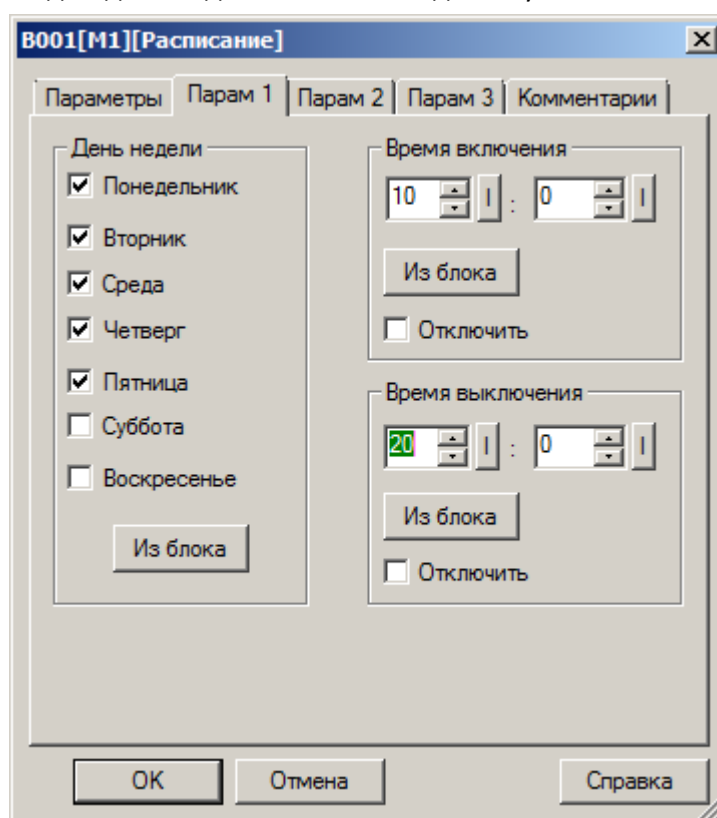 B001[M1][Расписание]
Параметры Парам 1 Парам 2 Парам 3 Комментарии
День недели
Понедельник
Вторник
Среда
Четверг
Пятница
Суббота
Воскресенье
Из блока
Время включения
10 I : 0 I
Из блока
Отключить
Время выключения
20 I : 0 I
Из блока
Отключить
OK Отмена Справка